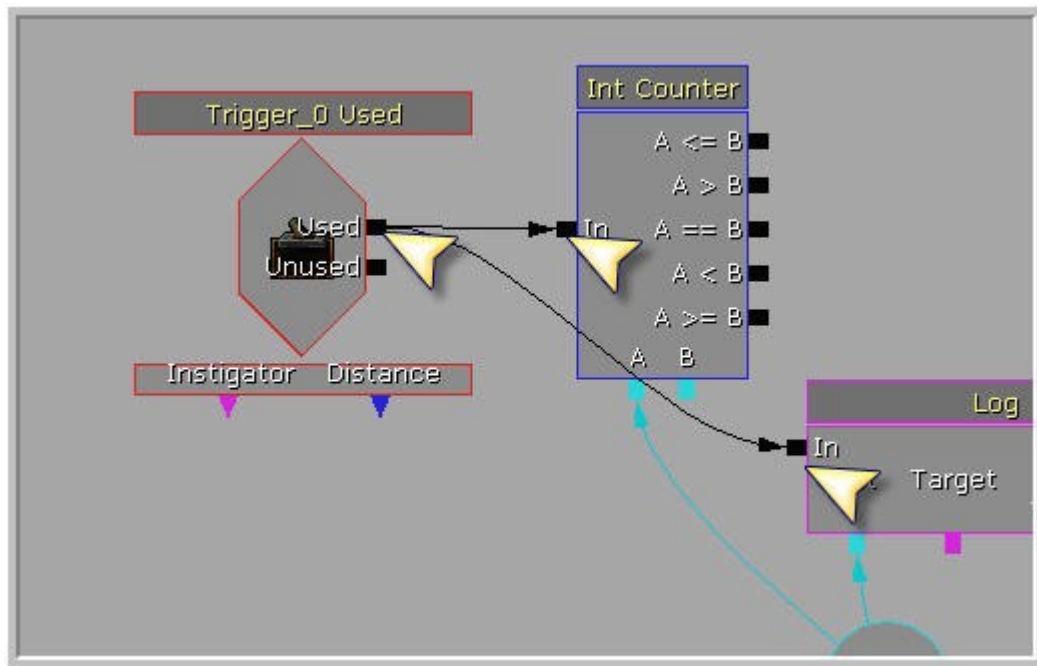 Trigger_0 Used
Used
Unused
Instigator Distance
Int Counter
A <= B
A > B
In A == B
A < B
A >= B
A B
Log
In
Target